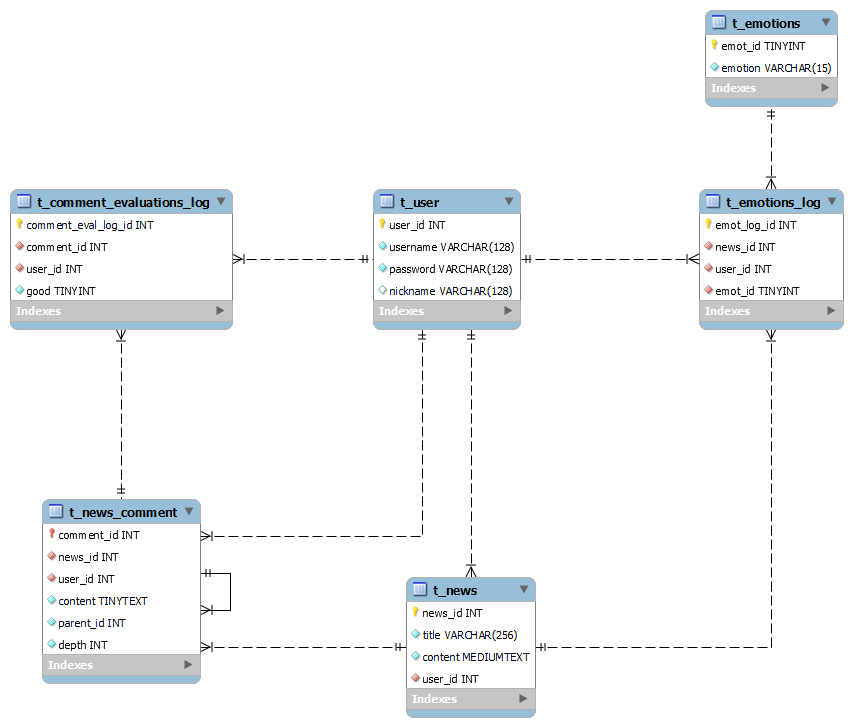 t_emotions
emot_id TINYINT
emotion VARCHAR(15)
Indexes
t_comment_evaluations_log
comment_eval_log_id INT
comment_id INT
user_id INT
good TINYINT
Indexes
t_user
user_id INT
username VARCHAR(128)
password VARCHAR(128)
nickname VARCHAR(128)
Indexes
t_emotions_log
emot_log_id INT
news_id INT
user_id INT
emot_id TINYINT
Indexes
t_news_comment
comment_id INT
news_id INT
user_id INT
content TINYTEXT
parent_id INT
depth INT
Indexes
t_news
news_id INT
title VARCHAR(256)
content MEDIUMTEXT
user_id INT
Indexes